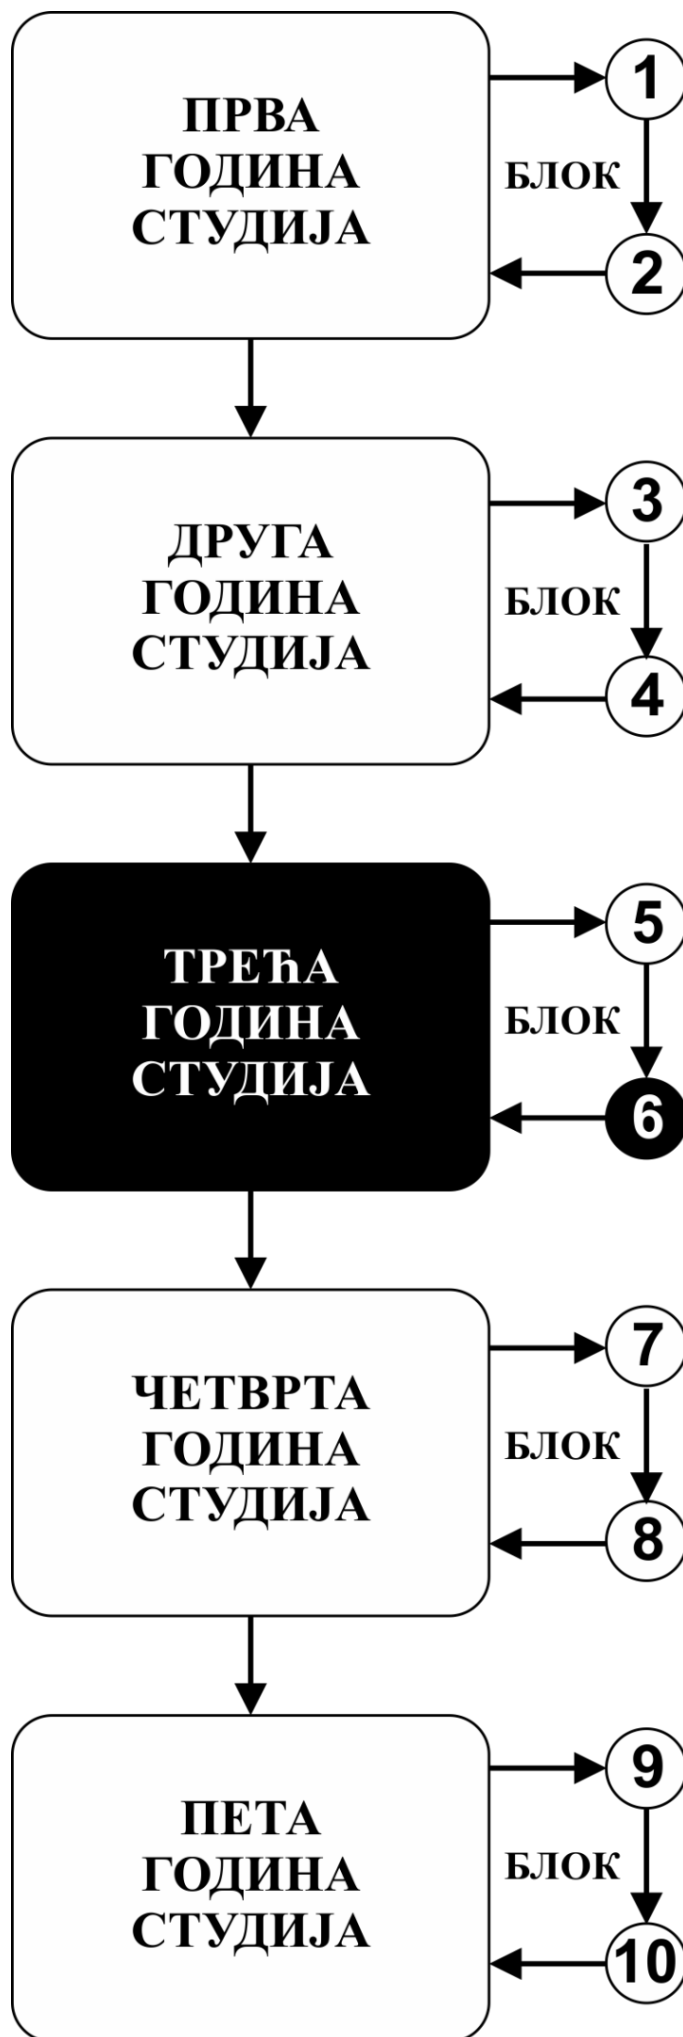 ПРВА
ГОДИНА
СТУДИЈА
1
БЛОК
2
ДРУГА
ГОДИНА
СТУДИЈА
3
БЛОК
4
ТРЕЋА
ГОДИНА
СТУДИЈА
5
БЛОК
6
ЧЕТВРТА
ГОДИНА
СТУДИЈА
7
БЛОК
8
ПЕТА
ГОДИНА
СТУДИЈА
9
БЛОК
10